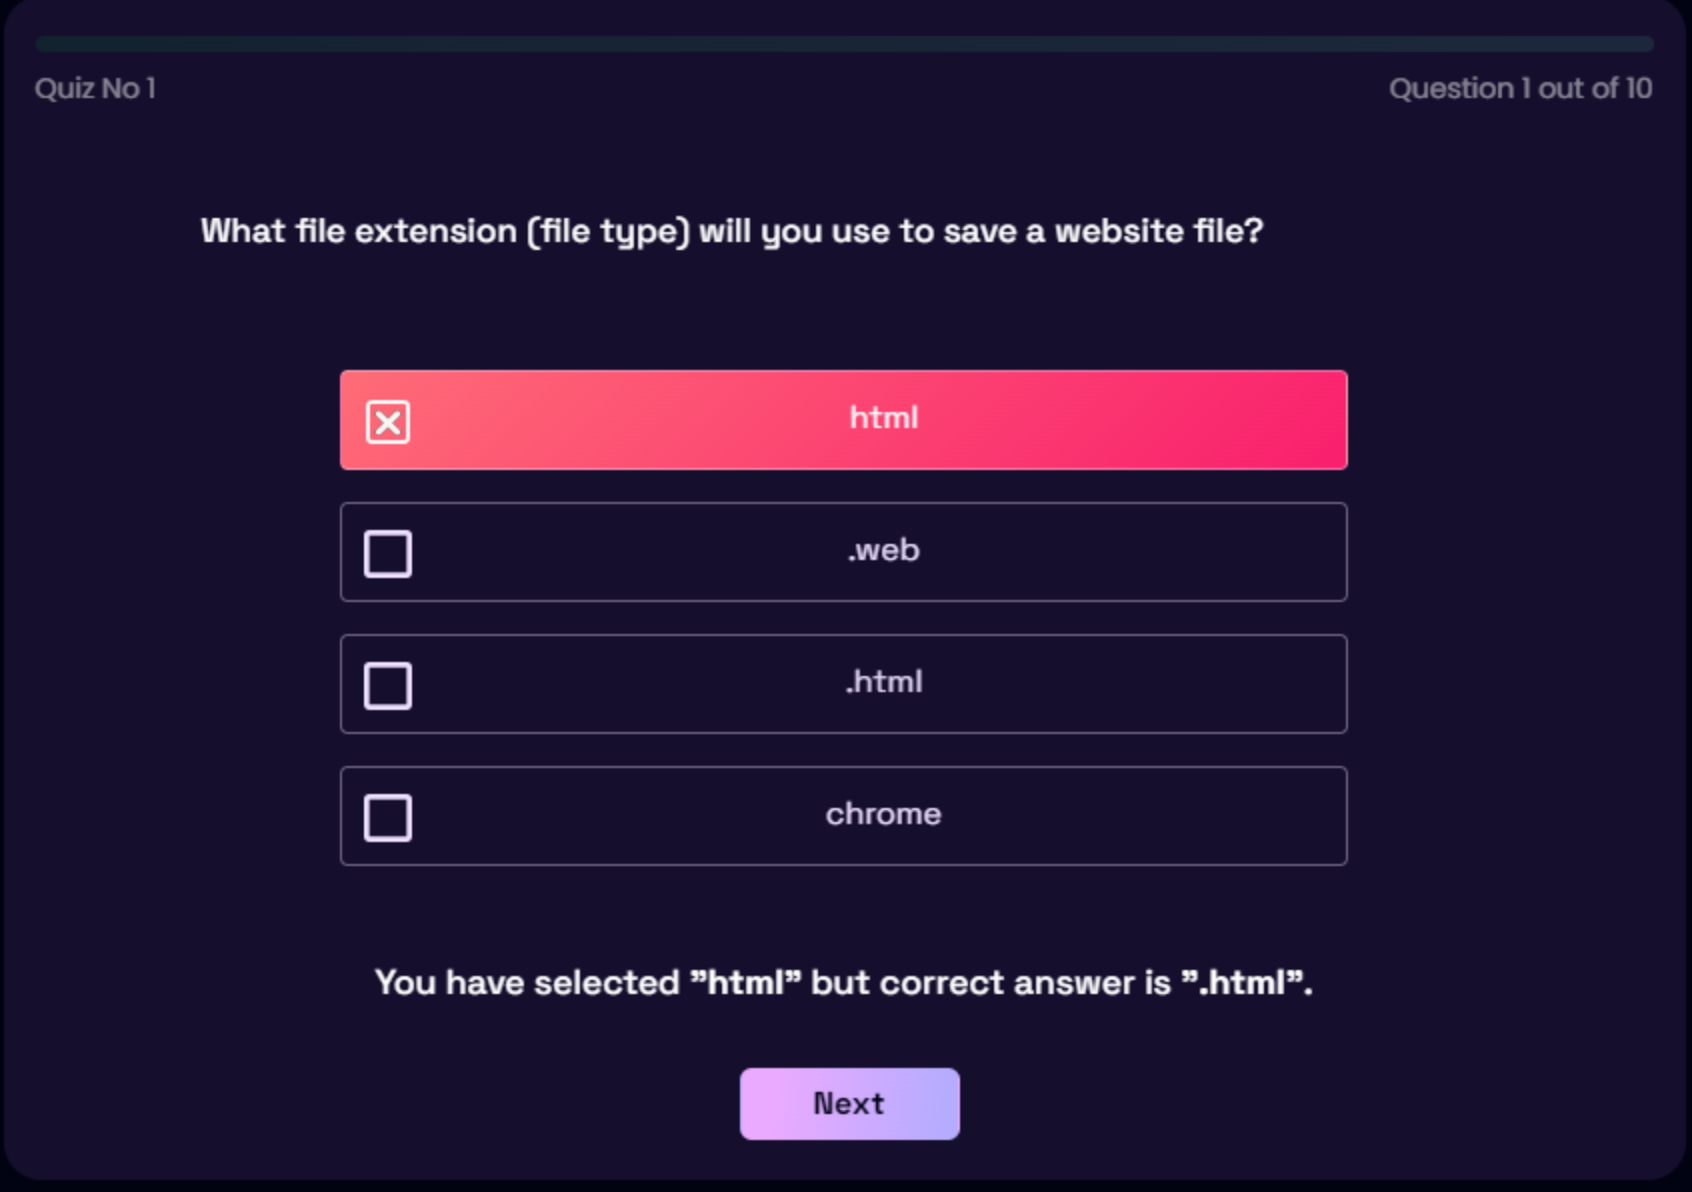 Quiz No 1
Question 1 out of 10
What file extension (file type) will you use to save a website file?
html
.web
.html
chrome
You have selected ”html” but correct answer is ”.html”.
Next